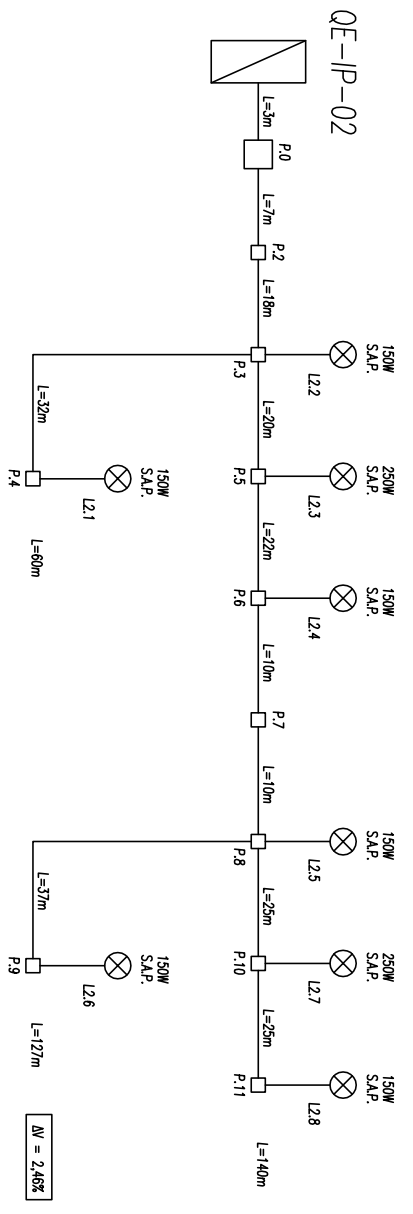 QE-IP-02
L=3m
P.0
L=7m
P.2
L=18m
150W
S.A.P.
L2.2
P.3
L=32m
150W
S.A.P.
L2.1
P.4
L=60m
L=20m
250W
S.A.P.
L2.3
P.5
L=22m
150W
S.A.P.
L2.4
P.6
L=10m
P.7
L=10m
150W
S.A.P.
L2.5
P.8
L=37m
150W
S.A.P.
L2.6
P.9
L=127m
L=25m
250W
S.A.P.
L2.7
P.10
L=25m
150W
S.A.P.
L2.8
P.11
L=140m
ΔV = 2,46%